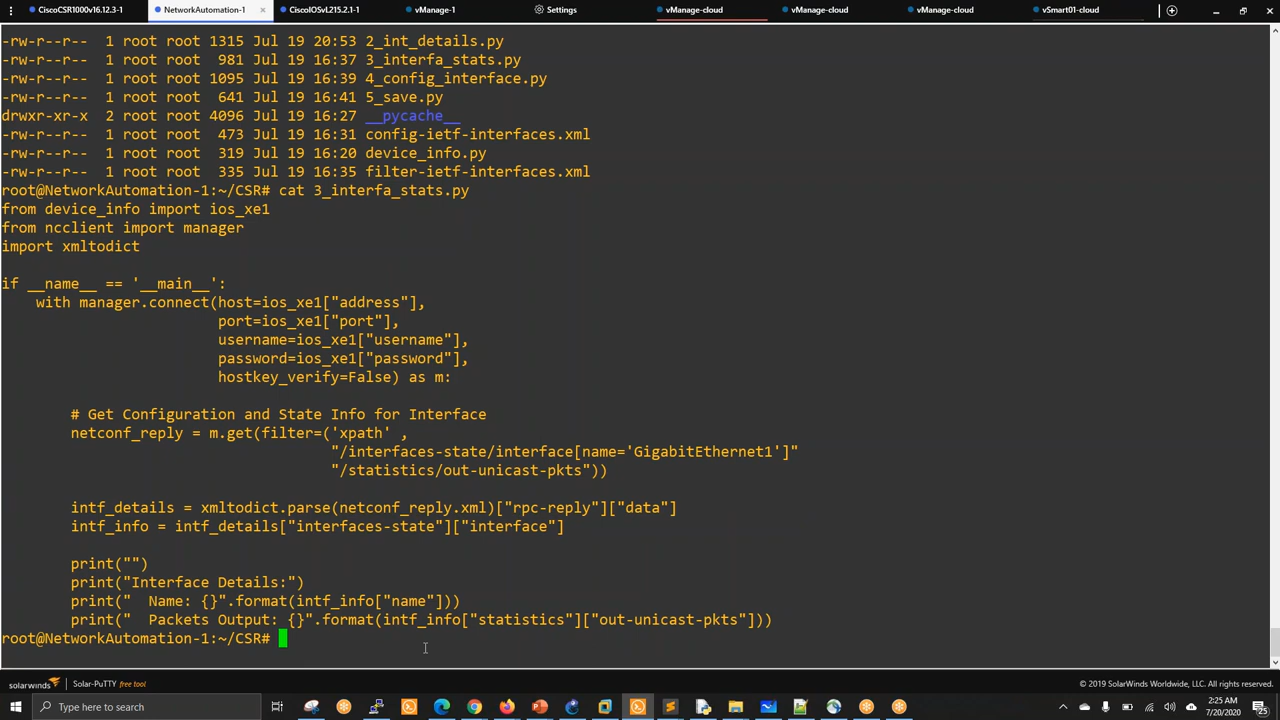 CiscoCSR1000v16.12.3-1
NetworkAutomation-1
CiscoIOSvL215.2.1-1
vManage-1
Settings
vManage-cloud
vManage-cloud
vManage-cloud
vSmart01-cloud
-rw-r--r--  1 root root 1315 Jul 19 20:53 2_int_details.py
-rw-r--r--  1 root root  981 Jul 19 16:37 3_interfa_stats.py
-rw-r--r--  1 root root 1095 Jul 19 16:39 4_config_interface.py
-rw-r--r--  1 root root  641 Jul 19 16:41 5_save.py
drwxr-xr-x  2 root root 4096 Jul 19 16:27 __pycache__
-rw-r--r--  1 root root  473 Jul 19 16:31 config-ietf-interfaces.xml
-rw-r--r--  1 root root  319 Jul 19 16:20 device_info.py
-rw-r--r--  1 root root  335 Jul 19 16:35 filter-ietf-interfaces.xml
root@NetworkAutomation-1:~/CSR# cat 3_interfa_stats.py
from device_info import ios_xe1
from ncclient import manager
import xmltodict
if __name__ == '__main__':
    with manager.connect(host=ios_xe1["address"],
                         port=ios_xe1["port"],
                         username=ios_xe1["username"],
                         password=ios_xe1["password"],
                         hostkey_verify=False) as m:
        # Get Configuration and State Info for Interface
        netconf_reply = m.get(filter=('xpath' ,
                                      "/interfaces-state/interface[name='GigabitEthernet1']"
                                      "/statistics/out-unicast-pkts"))
        intf_details = xmltodict.parse(netconf_reply.xml)["rpc-reply"]["data"]
        intf_info = intf_details["interfaces-state"]["interface"]
        print("")
        print("Interface Details:")
        print("  Name: {}".format(intf_info["name"]))
        print("  Packets Output: {}".format(intf_info["statistics"]["out-unicast-pkts"]))
root@NetworkAutomation-1:~/CSR#
solarwinds Solar-PuTTY free tool
© 2019 SolarWinds Worldwide, LLC. All rights reserved.
Type here to search
2:25 AM
7/20/2020
25